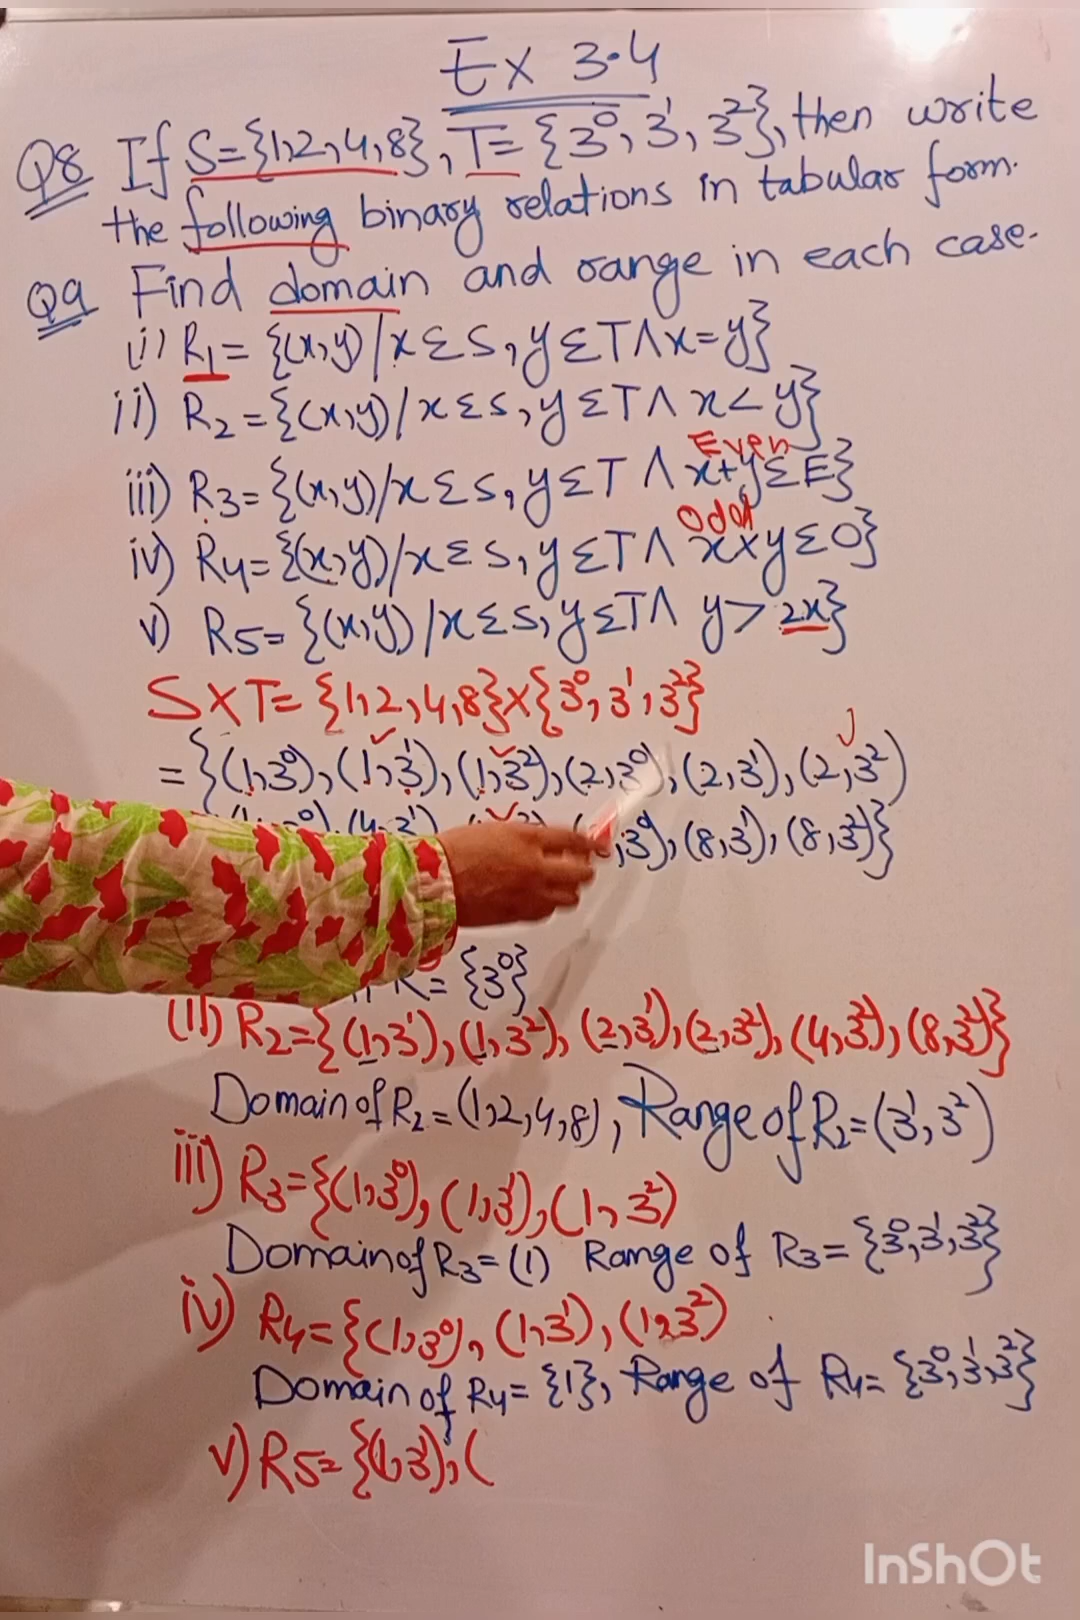 Ex 3.4
Q8 If S={1,2,4,8}, T= {3⁰, 3¹, 3²}, then write
the following binary relations in tabular form.
Q9 Find domain and range in each case.
(i) R₁= {(x,y)/x Σ S, y Σ T Λ x=y}
ii) R₂={(x,y)/x Σ S, y Σ T Λ x< y}
Even
iii) R₃= {(x,y)/x Σ S, y Σ T Λ x+y Σ E}
Odd
iv) R₄={(x,y)/x Σ S, y Σ T Λ x×y Σ O}
v) R₅= {(x,y) /x Σ S, y Σ T Λ y> 2x}
S×T= {1,2,4,8}×{3⁰, 3¹, 3²}
={(1,3⁰), (1,3¹), (1,3²), (2,3⁰), (2,3¹), (2,3²)
(4,3¹), ,3⁰), (8,3¹), (8,3²)}
R= {3⁰}
(ii) R₂={(1,3¹), (1,3²), (2,3¹), (2,3²), (4,3²), (8,3²)}
Domain of R₂=(1,2,4,8), Range of R₂=(3¹, 3²)
iii) R₃={(1,3⁰), (1,3¹), (1, 3²)
Domain of R₃=(1) Range of R₃= {3⁰,3¹,3²}
iv) R₄={(1,3⁰), (1,3¹), (1,3²)
Domain of R₄= {1}, Range of R₄= {3⁰,3¹,3²}
v) R₅={(1,3¹), (
InShOt